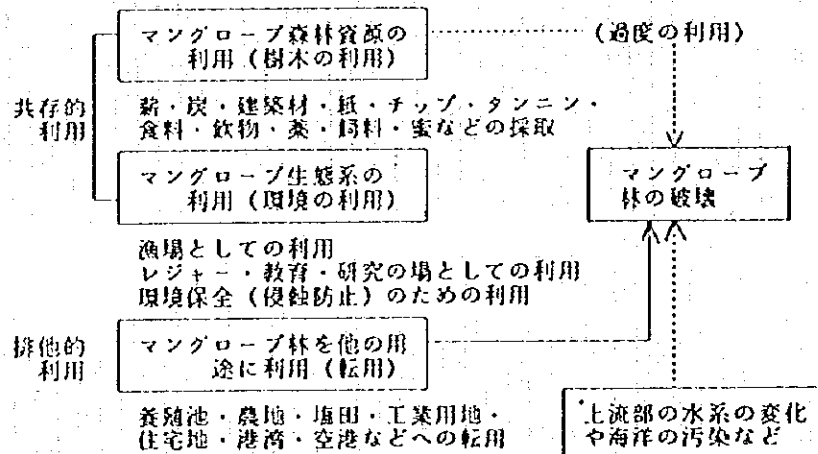 マングローブ森林資源の
利用(樹木の利用)
(過度の利用)
共存的
利用
薪・炭・建築材・紙・チップ・タンニン・
食料・飲物・薬・飼料・蜜などの採取
マングローブ生態系の
利用(環境の利用)
マングローブ
林の破壊
漁場としての利用
レジャー・教育・研究の場としての利用
環境保全(侵蝕防止)のための利用
排他的
利用
マングローブ林を他の用
途に利用(転用)
養殖池・農地・塩田・工業用地・
住宅地・港湾・空港などへの転用
上流部の水系の変化
や海洋の汚染など